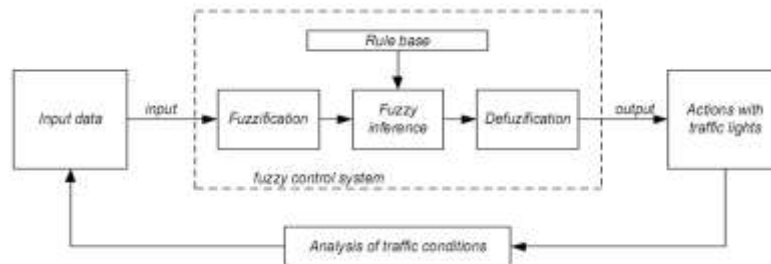 Rule base
Input data
input
Fuzzification
Fuzzy
inference
Defuzification
output
Actions with
traffic lights
fuzzy control system
Analysis of traffic conditions